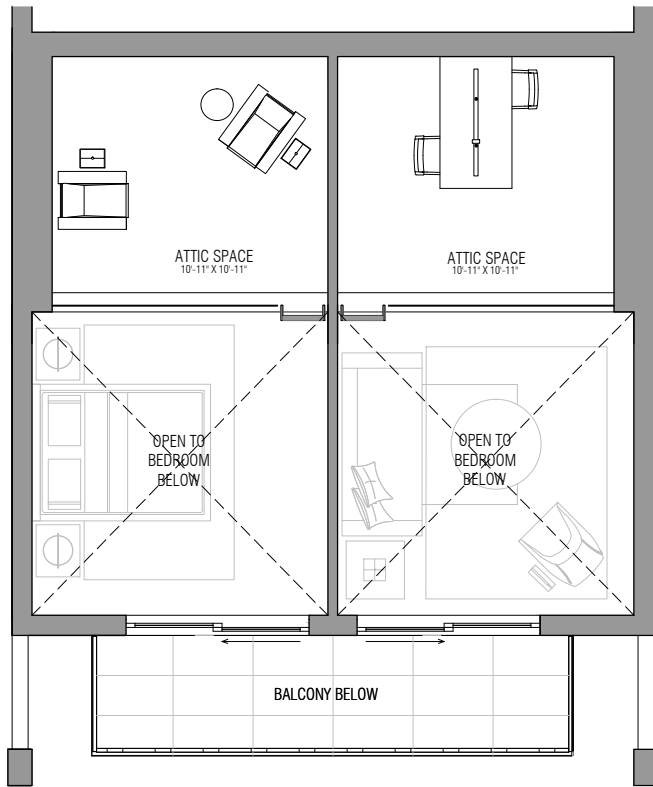 ATTIC SPACE
10'-11" X 10'-11"
ATTIC SPACE
10'-11" X 10'-11"
OPEN TO
BEDROOM
BELOW
OPEN TO
BEDROOM
BELOW
BALCONY BELOW